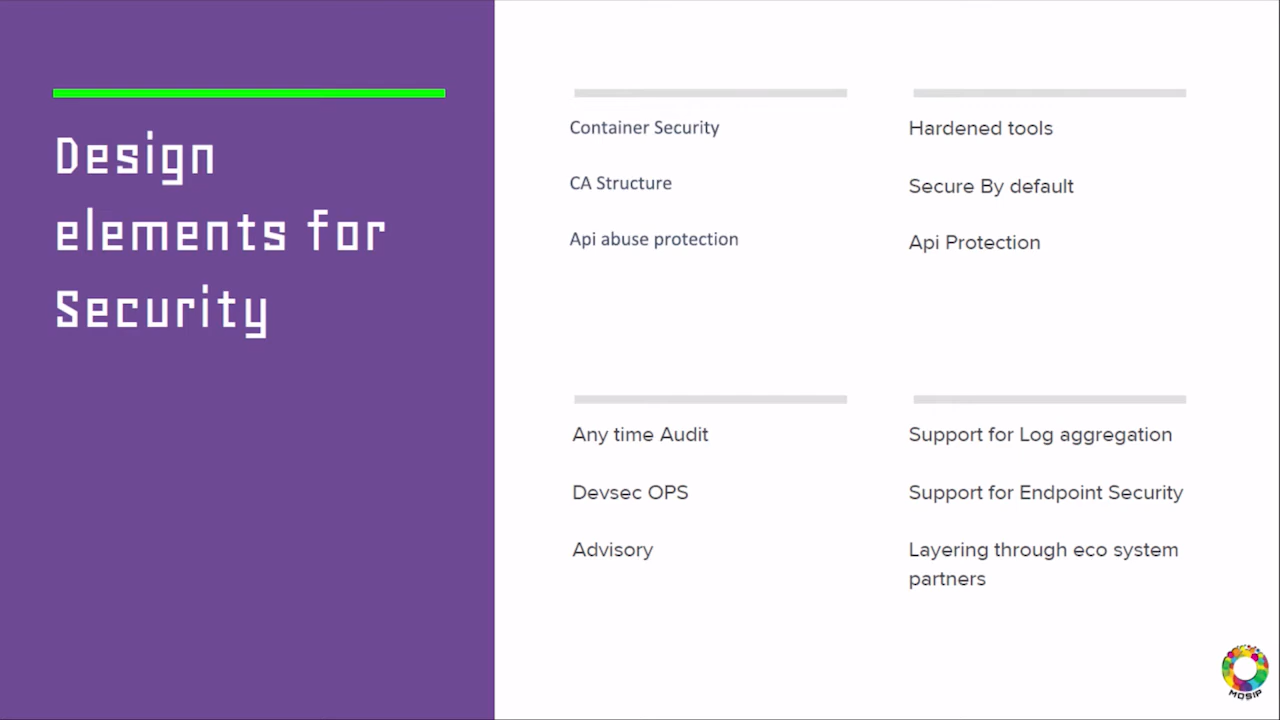 Design
elements for
Security
Container Security
CA Structure
Api abuse protection
Hardened tools
Secure By default
Api Protection
Any time Audit
Devsec OPS
Advisory
Support for Log aggregation
Support for Endpoint Security
Layering through eco system
partners
MOSIP